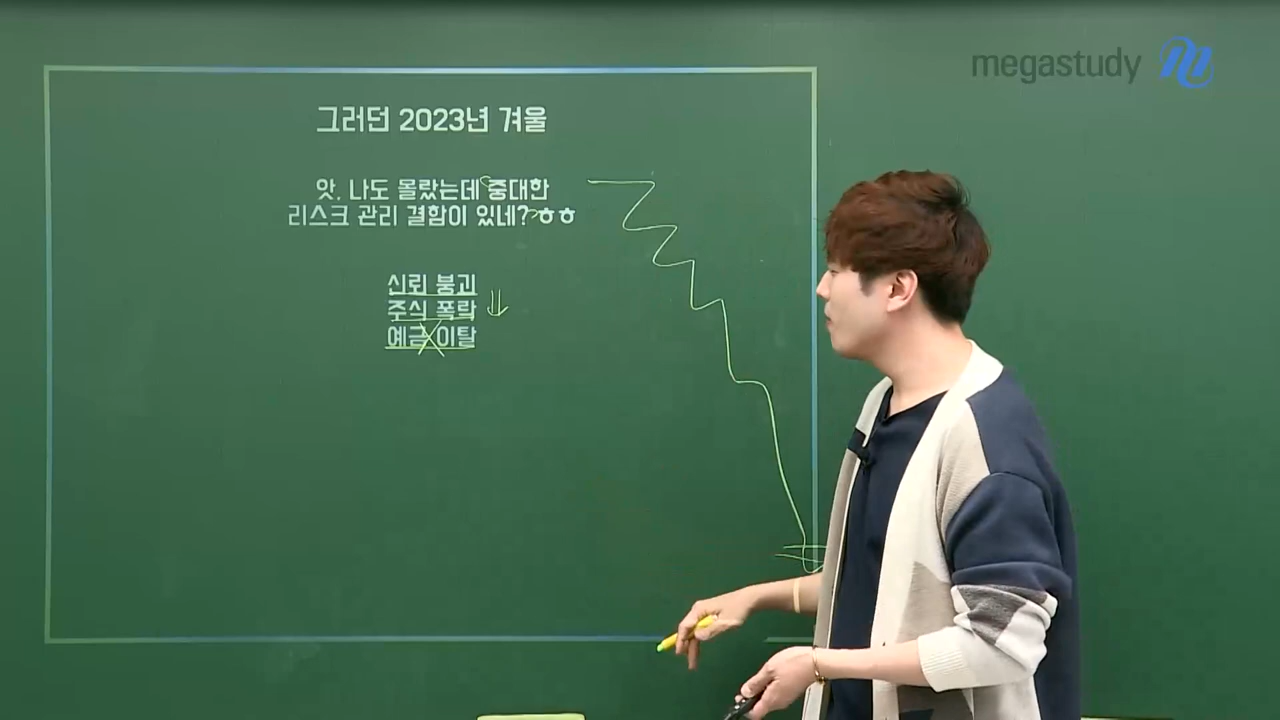 megastudy
그러던 2023년 겨울
앗, 나도 몰랐는데 중대한
리스크 관리 결함이 있네?ㅎㅎ
신뢰 붕괴
주식 폭락
예금 이탈